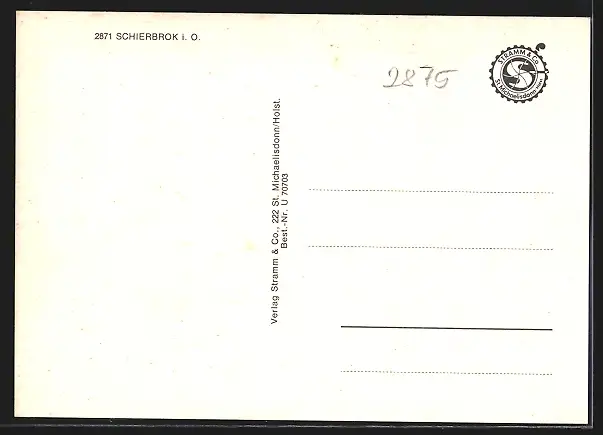 2871 SCHIERBROK i. O.
2875
STRAMM & Co.
St. Michaelisdonn
Verlag Stramm & Co., 222 St. Michaelisdonn/Holst.
Best.-Nr. U 70703